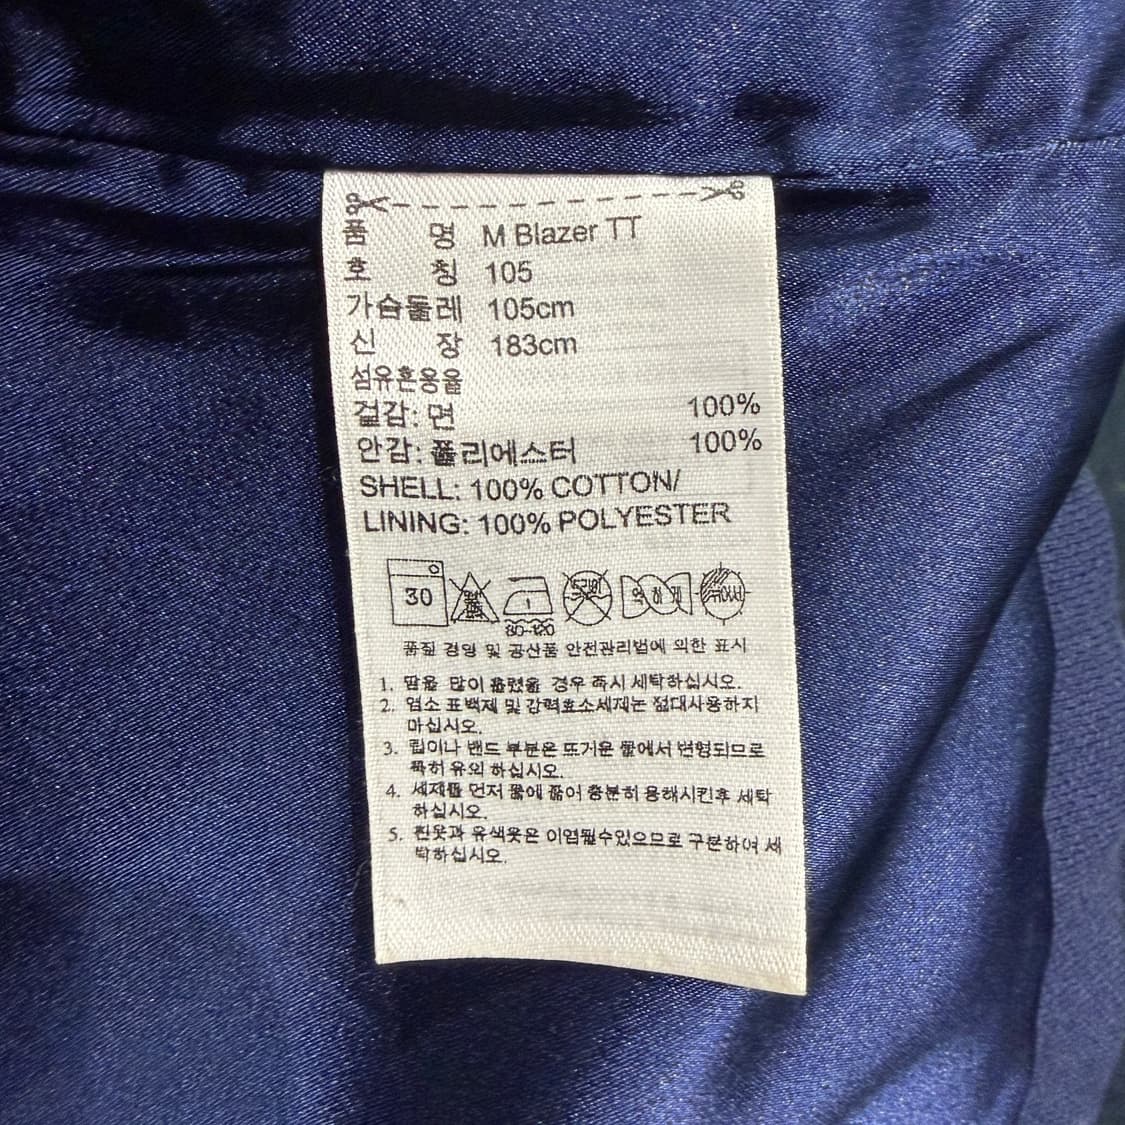 품 명 M Blazer TT
호 칭 105
가슴둘레 105cm
신 장 183cm
섬유혼용율
겉감: 면 100%
안감: 폴리에스터 100%
SHELL: 100% COTTON/
LINING: 100% POLYESTER
30
80-120
품질 경영 및 공산품 안전관리법에 의한 표시
1. 땀을 많이 흘렸을 경우 즉시 세탁하십시오.
2. 염소 표백제 및 강력효소세제는 절대사용하지
마십시오.
3. 립이나 밴드 부분은 뜨거운 물에서 변형되므로
특히 유의 하십시오.
4. 세제를 먼저 물에 풀어 충분히 용해시킨후 세탁
하십시오.
5. 흰옷과 유색옷은 이염될수있으므로 구분하여 세
탁하십시오.